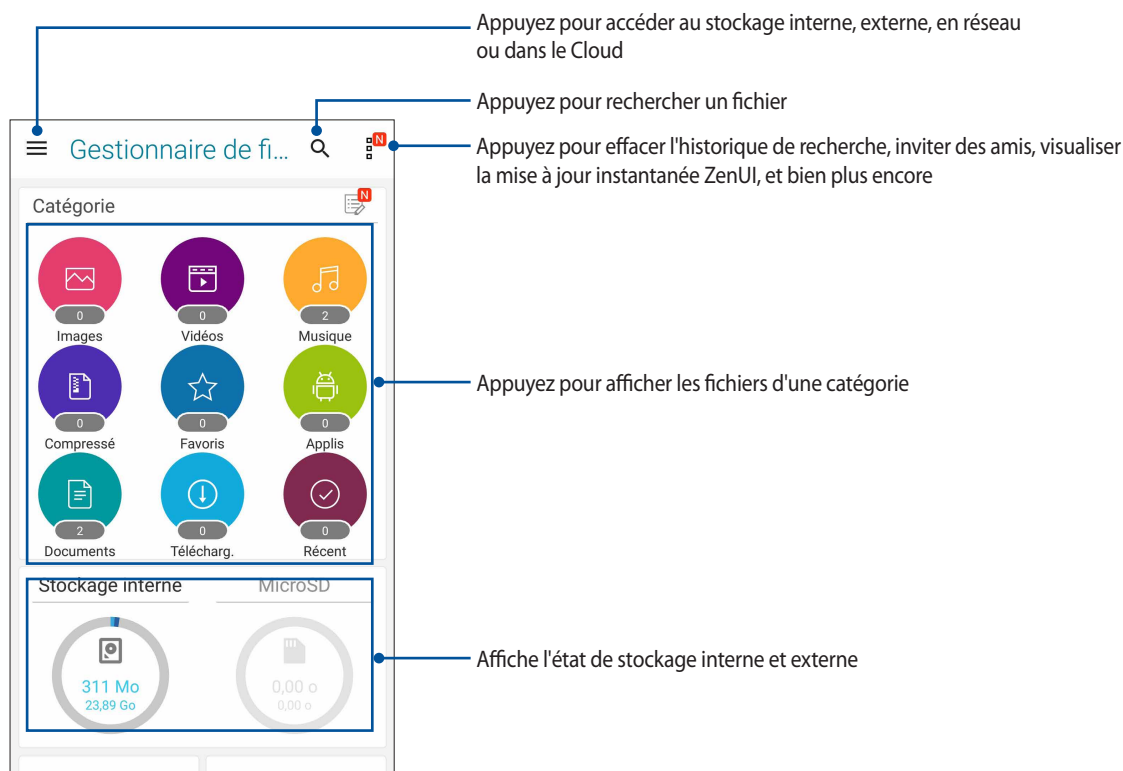 Appuyez pour accéder au stockage interne, externe, en réseau
ou dans le Cloud
Appuyez pour rechercher un fichier
Gestionnaire de fi...
N
Appuyez pour effacer l'historique de recherche, inviter des amis, visualiser
la mise à jour instantanée ZenUI, et bien plus encore
Catégorie
N
0
0
2
Images
Vidéos
Musique
Appuyez pour afficher les fichiers d'une catégorie
0
0
0
Compressé
Favoris
Applis
2
0
0
Documents
Télécharg.
Récent
Stockage interne
MicroSD
Affiche l'état de stockage interne et externe
311 Mo
23,89 Go
0,00 o
0,00 o